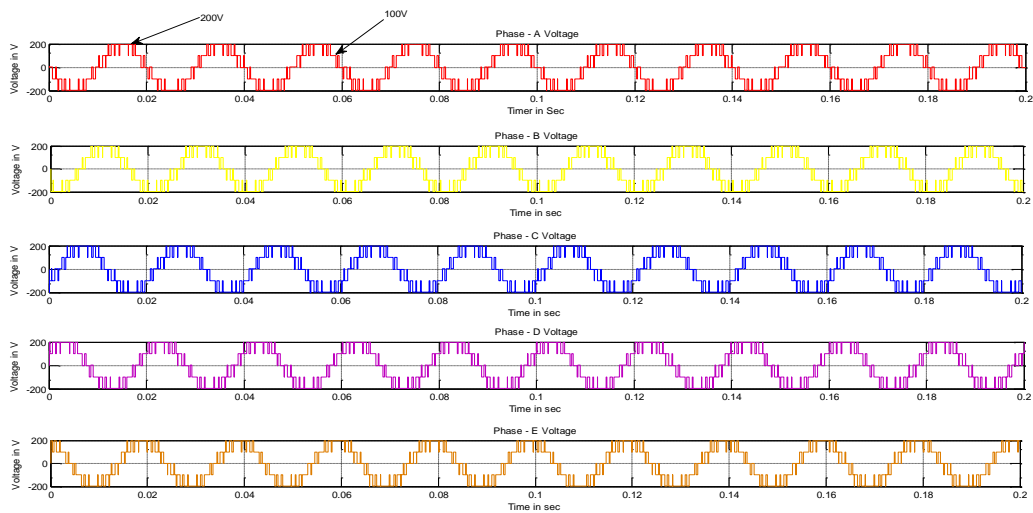 200V
100V
Phase - A Voltage
Voltage in V
200
0
-200
0.02 0.04 0.06 0.08 0.1 0.12 0.14 0.16 0.18 0.2
Timer in Sec
Phase - B Voltage
Voltage in V
200
0
-200
0 0.02 0.04 0.06 0.08 0.1 0.12 0.14 0.16 0.18 0.2
Time in sec
Phase - C Voltage
Voltage in V
200
0
-200
0 0.02 0.04 0.06 0.08 0.1 0.12 0.14 0.16 0.18 0.2
Time in sec
Phase - D Voltage
Voltage in V
200
0
-200
0 0.02 0.04 0.06 0.08 0.1 0.12 0.14 0.16 0.18 0.2
Time in sec
Phase - E Voltage
Voltage in V
200
0
-200
0 0.02 0.04 0.06 0.08 0.1 0.12 0.14 0.16 0.18 0.2
Time in sec